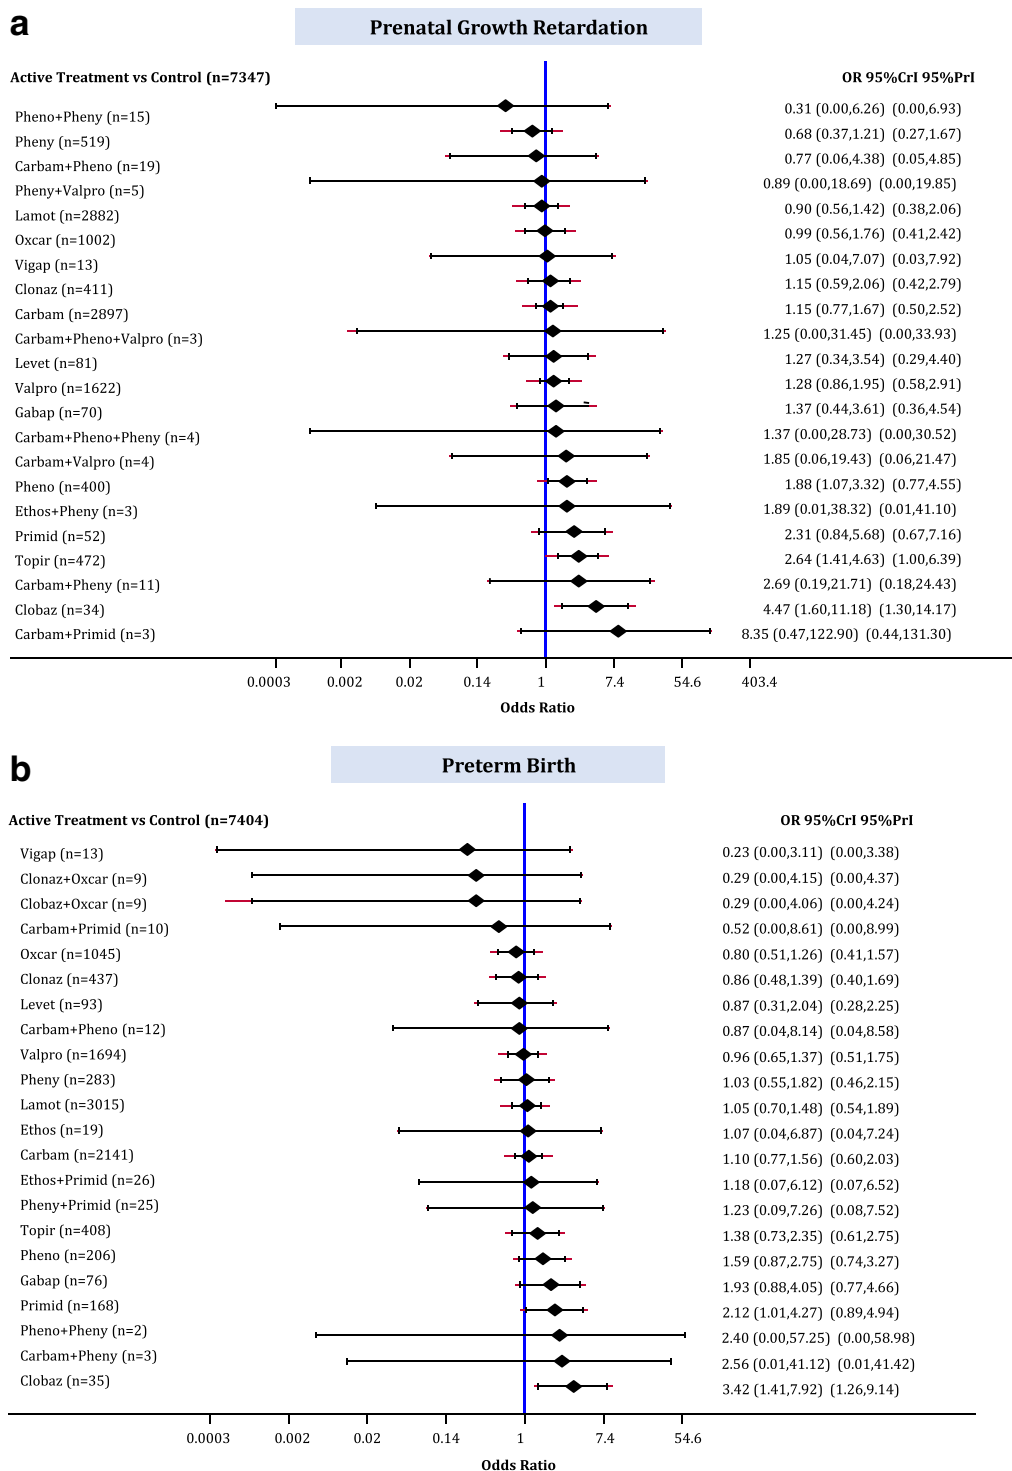 a
Prenatal Growth Retardation
Active Treatment vs Control (n=7347) OR 95%CrI 95%PrI
Pheno+Pheny (n=15) 0.31 (0.00,6.26) (0.00,6.93)
Pheny (n=519) 0.68 (0.37,1.21) (0.27,1.67)
Carbam+Pheno (n=19) 0.77 (0.06,4.38) (0.05,4.85)
Pheny+Valpro (n=5) 0.89 (0.00,18.69) (0.00,19.85)
Lamot (n=2882) 0.90 (0.56,1.42) (0.38,2.06)
Oxcar (n=1002) 0.99 (0.56,1.76) (0.41,2.42)
Vigap (n=13) 1.05 (0.04,7.07) (0.03,7.92)
Clonaz (n=411) 1.15 (0.59,2.06) (0.42,2.79)
Carbam (n=2897) 1.15 (0.77,1.67) (0.50,2.52)
Carbam+Pheno+Valpro (n=3) 1.25 (0.00,31.45) (0.00,33.93)
Levet (n=81) 1.27 (0.34,3.54) (0.29,4.40)
Valpro (n=1622) 1.28 (0.86,1.95) (0.58,2.91)
Gabap (n=70) 1.37 (0.44,3.61) (0.36,4.54)
Carbam+Pheno+Pheny (n=4) 1.37 (0.00,28.73) (0.00,30.52)
Carbam+Valpro (n=4) 1.85 (0.06,19.43) (0.06,21.47)
Pheno (n=400) 1.88 (1.07,3.32) (0.77,4.55)
Ethos+Pheny (n=3) 1.89 (0.01,38.32) (0.01,41.10)
Primid (n=52) 2.31 (0.84,5.68) (0.67,7.16)
Topir (n=472) 2.64 (1.41,4.63) (1.00,6.39)
Carbam+Pheny (n=11) 2.69 (0.19,21.71) (0.18,24.43)
Clobaz (n=34) 4.47 (1.60,11.18) (1.30,14.17)
Carbam+Primid (n=3) 8.35 (0.47,122.90) (0.44,131.30)
0.0003 0.002 0.02 0.14 1 7.4 54.6 403.4
Odds Ratio
b
Preterm Birth
Active Treatment vs Control (n=7404) OR 95%CrI 95%PrI
Vigap (n=13) 0.23 (0.00,3.11) (0.00,3.38)
Clonaz+Oxcar (n=9) 0.29 (0.00,4.15) (0.00,4.37)
Clobaz+Oxcar (n=9) 0.29 (0.00,4.06) (0.00,4.24)
Carbam+Primid (n=10) 0.52 (0.00,8.61) (0.00,8.99)
Oxcar (n=1045) 0.80 (0.51,1.26) (0.41,1.57)
Clonaz (n=437) 0.86 (0.48,1.39) (0.40,1.69)
Levet (n=93) 0.87 (0.31,2.04) (0.28,2.25)
Carbam+Pheno (n=12) 0.87 (0.04,8.14) (0.04,8.58)
Valpro (n=1694) 0.96 (0.65,1.37) (0.51,1.75)
Pheny (n=283) 1.03 (0.55,1.82) (0.46,2.15)
Lamot (n=3015) 1.05 (0.70,1.48) (0.54,1.89)
Ethos (n=19) 1.07 (0.04,6.87) (0.04,7.24)
Carbam (n=2141) 1.10 (0.77,1.56) (0.60,2.03)
Ethos+Primid (n=26) 1.18 (0.07,6.12) (0.07,6.52)
Pheny+Primid (n=25) 1.23 (0.09,7.26) (0.08,7.52)
Topir (n=408) 1.38 (0.73,2.35) (0.61,2.75)
Pheno (n=206) 1.59 (0.87,2.75) (0.74,3.27)
Gabap (n=76) 1.93 (0.88,4.05) (0.77,4.66)
Primid (n=168) 2.12 (1.01,4.27) (0.89,4.94)
Pheno+Pheny (n=2) 2.40 (0.00,57.25) (0.00,58.98)
Carbam+Pheny (n=3) 2.56 (0.01,41.12) (0.01,41.42)
Clobaz (n=35) 3.42 (1.41,7.92) (1.26,9.14)
0.0003 0.002 0.02 0.14 1 7.4 54.6
Odds Ratio